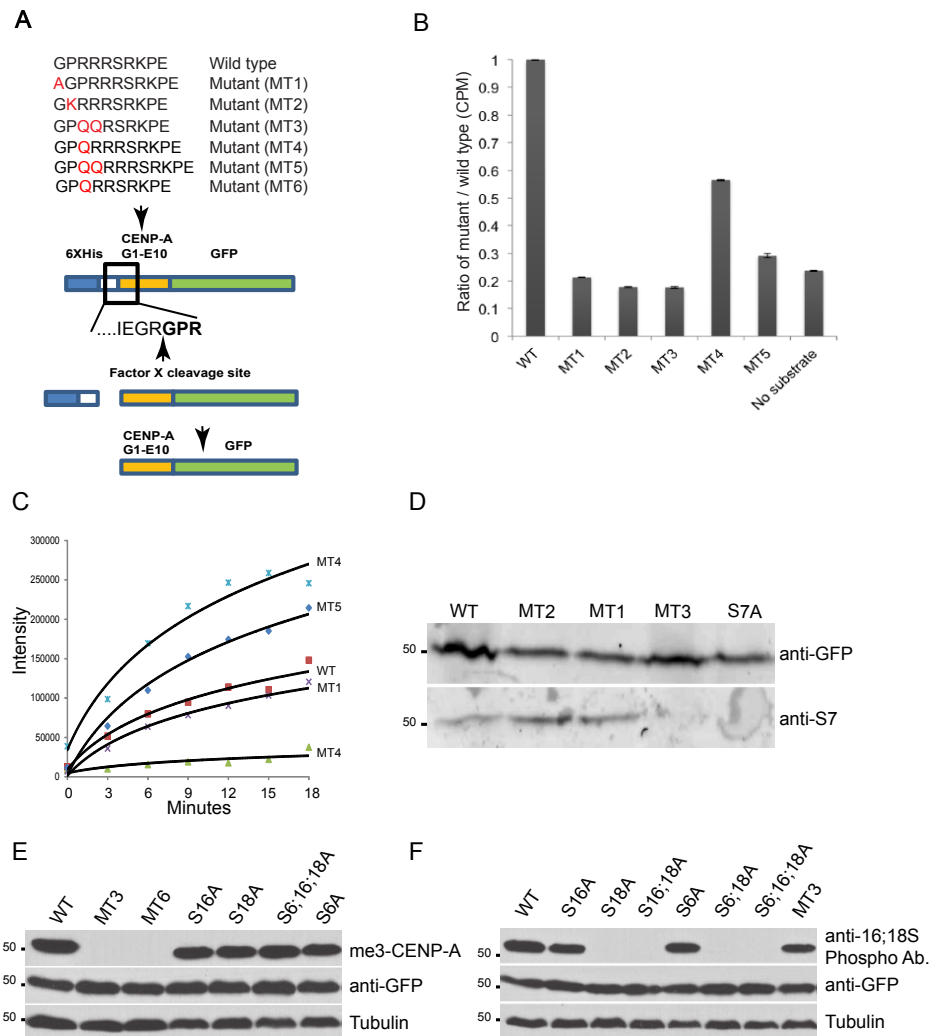 A
GPRRRSRKPE Wild type
AGPRRRSRKPE Mutant (MT1)
GKRRRSRKPE Mutant (MT2)
GPQQRSRKPE Mutant (MT3)
GPQRRRSRKPE Mutant (MT4)
GPQQRRRSRKPE Mutant (MT5)
GPQRRSRKPE Mutant (MT6)
6XHis
CENP-A
G1-E10
GFP
....IEGRGPR
Factor X cleavage site
CENP-A
G1-E10
GFP
B
Ratio of mutant / wild type (CPM)
1
0.9
0.8
0.7
0.6
0.5
0.4
0.3
0.2
0.1
0
WT MT1 MT2 MT3 MT4 MT5 No substrate
C
Intensity
300000
250000
200000
150000
100000
50000
0
MT4
MT5
WT
MT1
MT4
0 3 6 9 12 15 18
Minutes
D
WT MT2 MT1 MT3 S7A
50 anti-GFP
50 anti-S7
E
WT MT3 MT6 S16A S18A S6;16;18A S6A
50 me3-CENP-A
50 anti-GFP
50 Tubulin
F
WT S16A S18A S16;18A S6A S6;18A S6;16;18A MT3
50 anti-16;18S
Phospho Ab.
50 anti-GFP
50 Tubulin